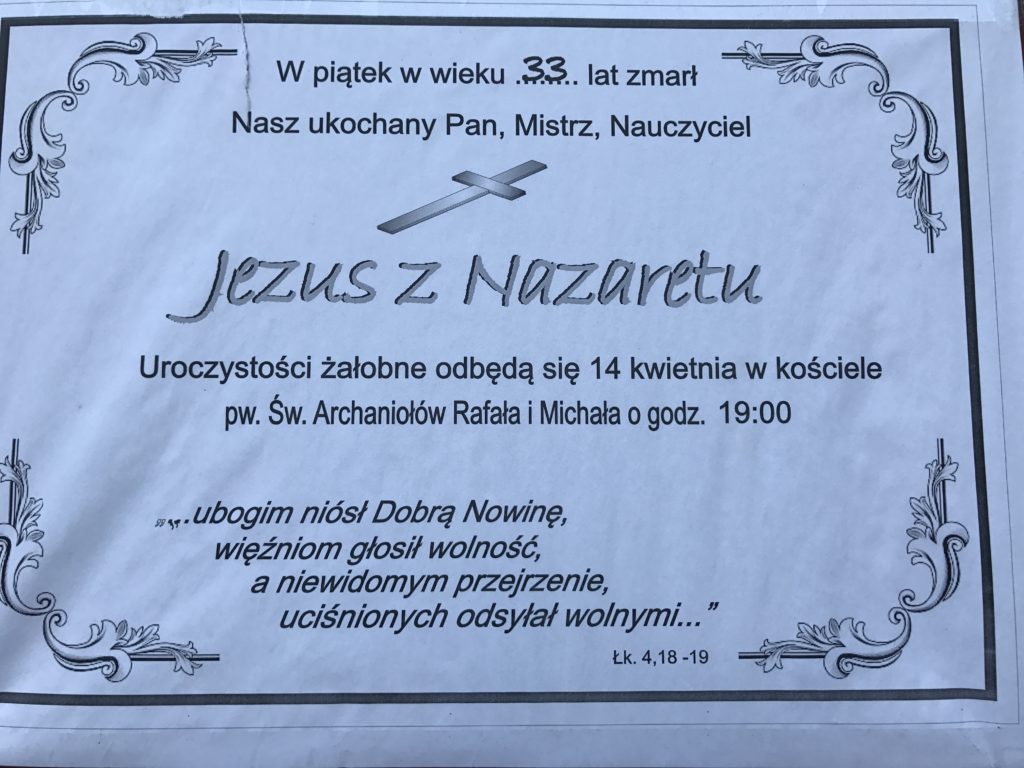 W piątek w wieku ..33.. lat zmarł
Nasz ukochany Pan, Mistrz, Nauczyciel
Jezus z Nazaretu
Uroczystości żałobne odbędą się 14 kwietnia w kościele
pw. Św. Archaniołów Rafała i Michała o godz. 19:00
„...ubogim niósł Dobrą Nowinę,
więźniom głosił wolność,
a niewidomym przejrzenie,
uciśnionych odsyłał wolnymi...”
Łk. 4,18 -19